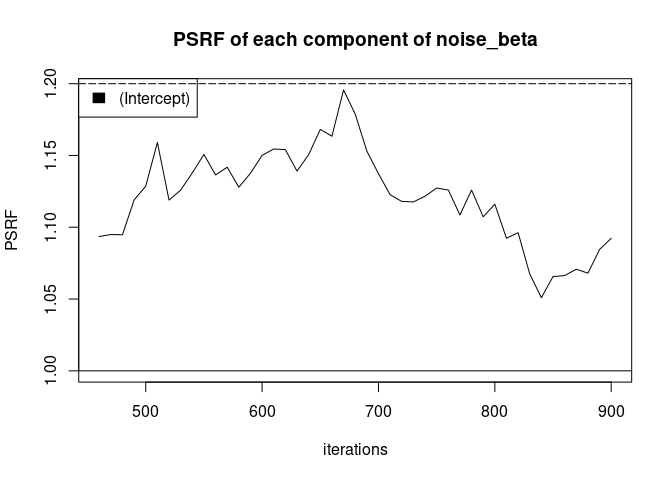 PSRF of each component of noise_beta
1.20
(Intercept)
1.15
1.10
PSRF
1.05
1.00
500 600 700 800 900
iterations